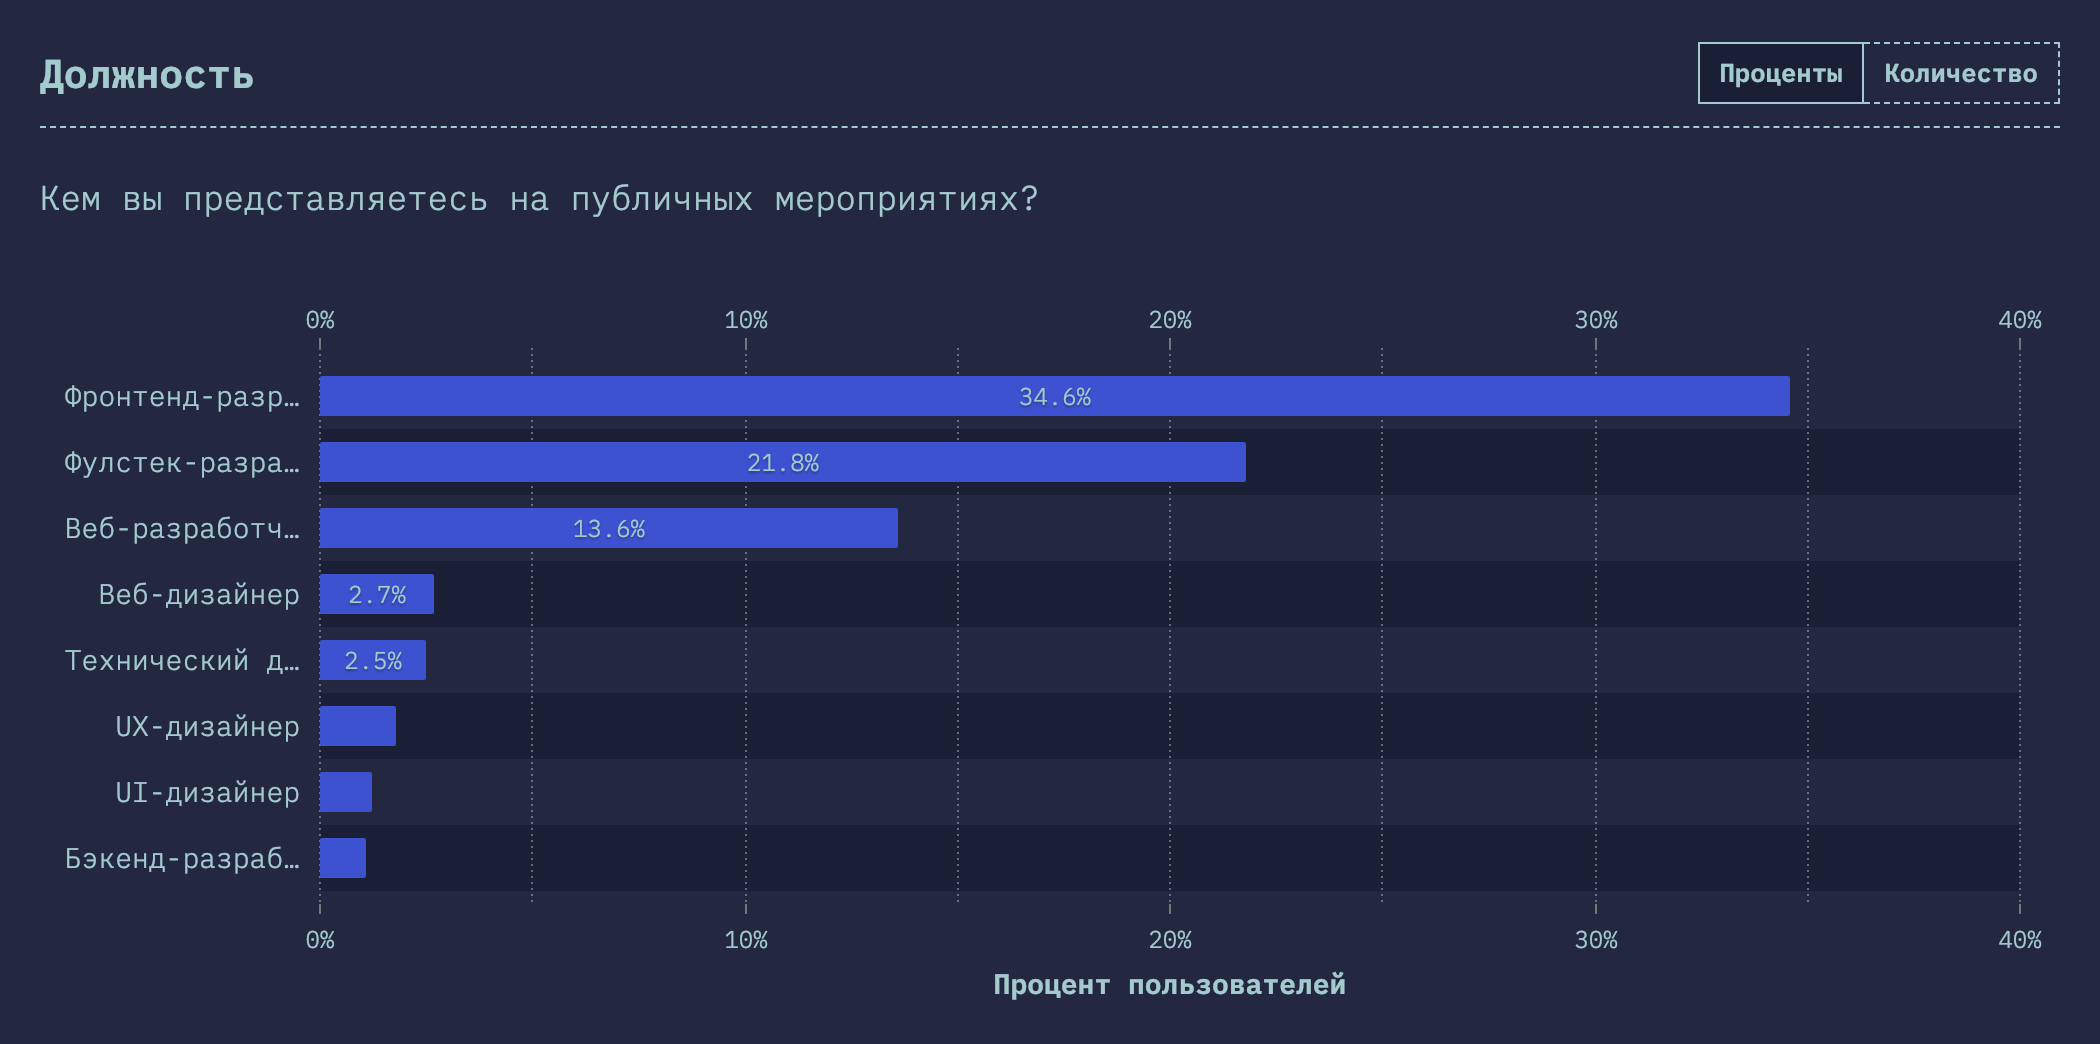 Должность
Проценты Количество
Кем вы представляетесь на публичных мероприятиях?
0% 10% 20% 30% 40%
Фронтенд-разр… 34.6%
Фулстек-разра… 21.8%
Веб-разработч… 13.6%
Веб-дизайнер 2.7%
Технический д… 2.5%
UX-дизайнер
UI-дизайнер
Бэкенд-разраб…
0% 10% 20% 30% 40%
Процент пользователей